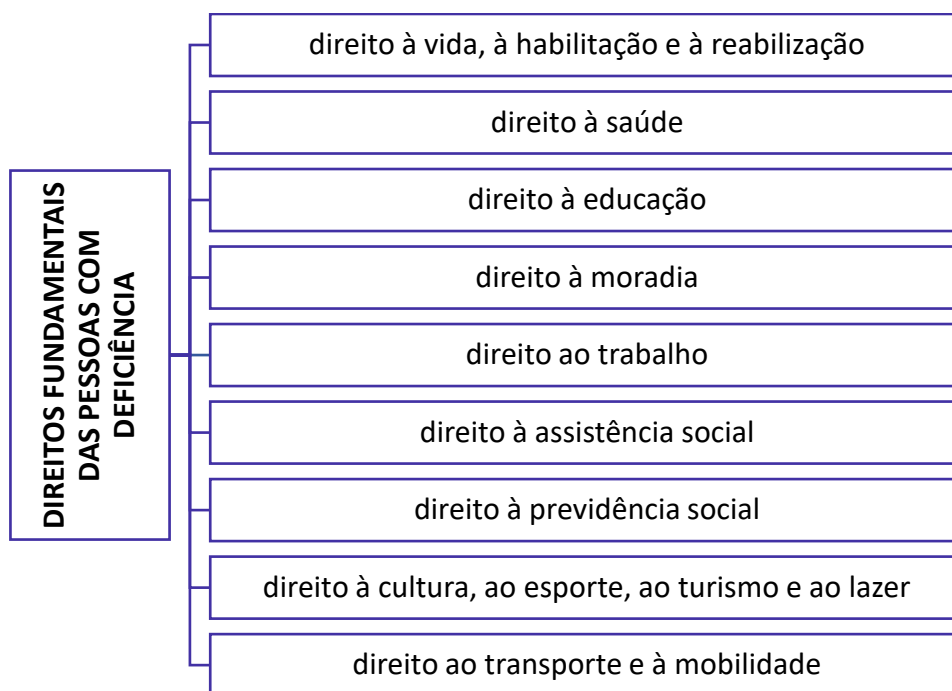 DIREITOS FUNDAMENTAIS
DAS PESSOAS COM
DEFICIÊNCIA
direito à vida, à habilitação e à reabilização
direito à saúde
direito à educação
direito à moradia
direito ao trabalho
direito à assistência social
direito à previdência social
direito à cultura, ao esporte, ao turismo e ao lazer
direito ao transporte e à mobilidade